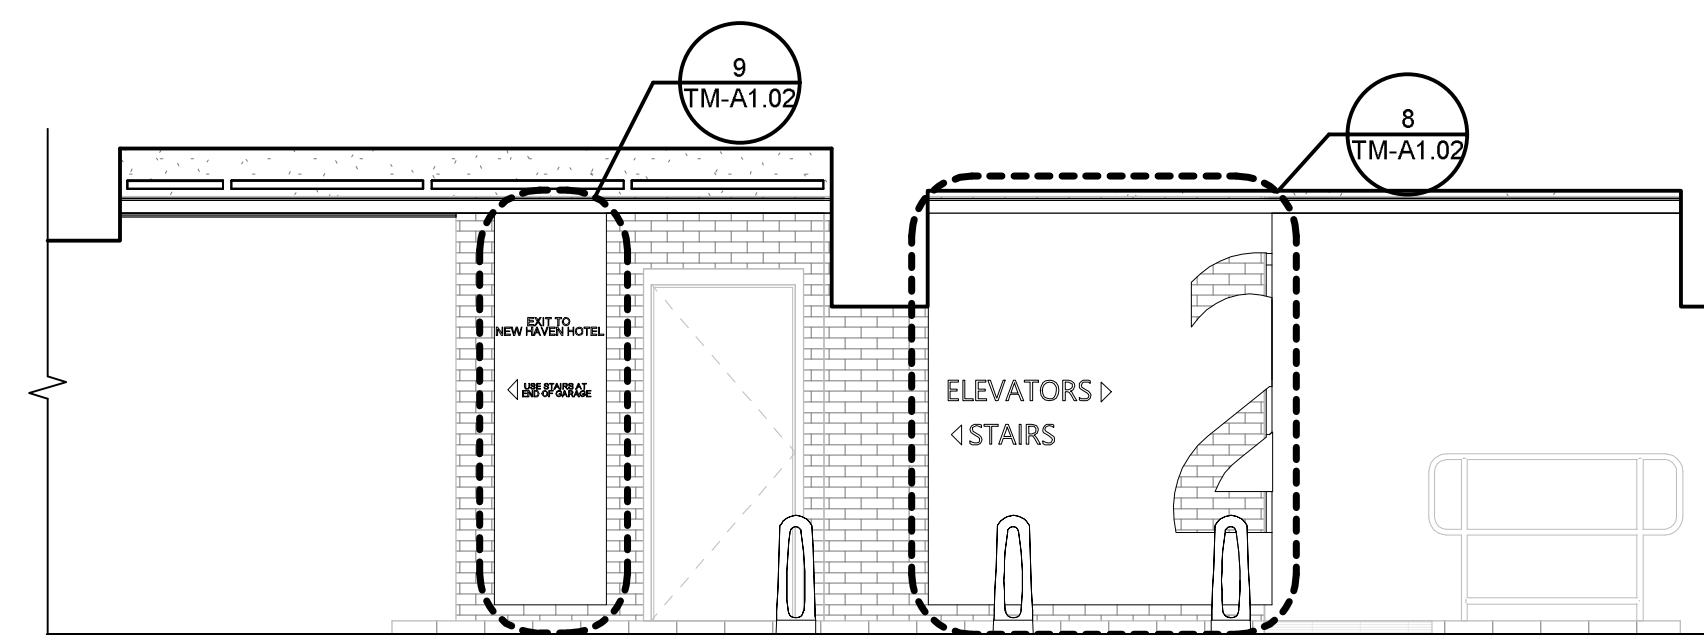 9
TM-A1.02
8
TM-A1.02
EXIT TO
NEW HAVEN HOTEL
USE STAIRS AT
END OF GARAGE
ELEVATORS
STAIRS